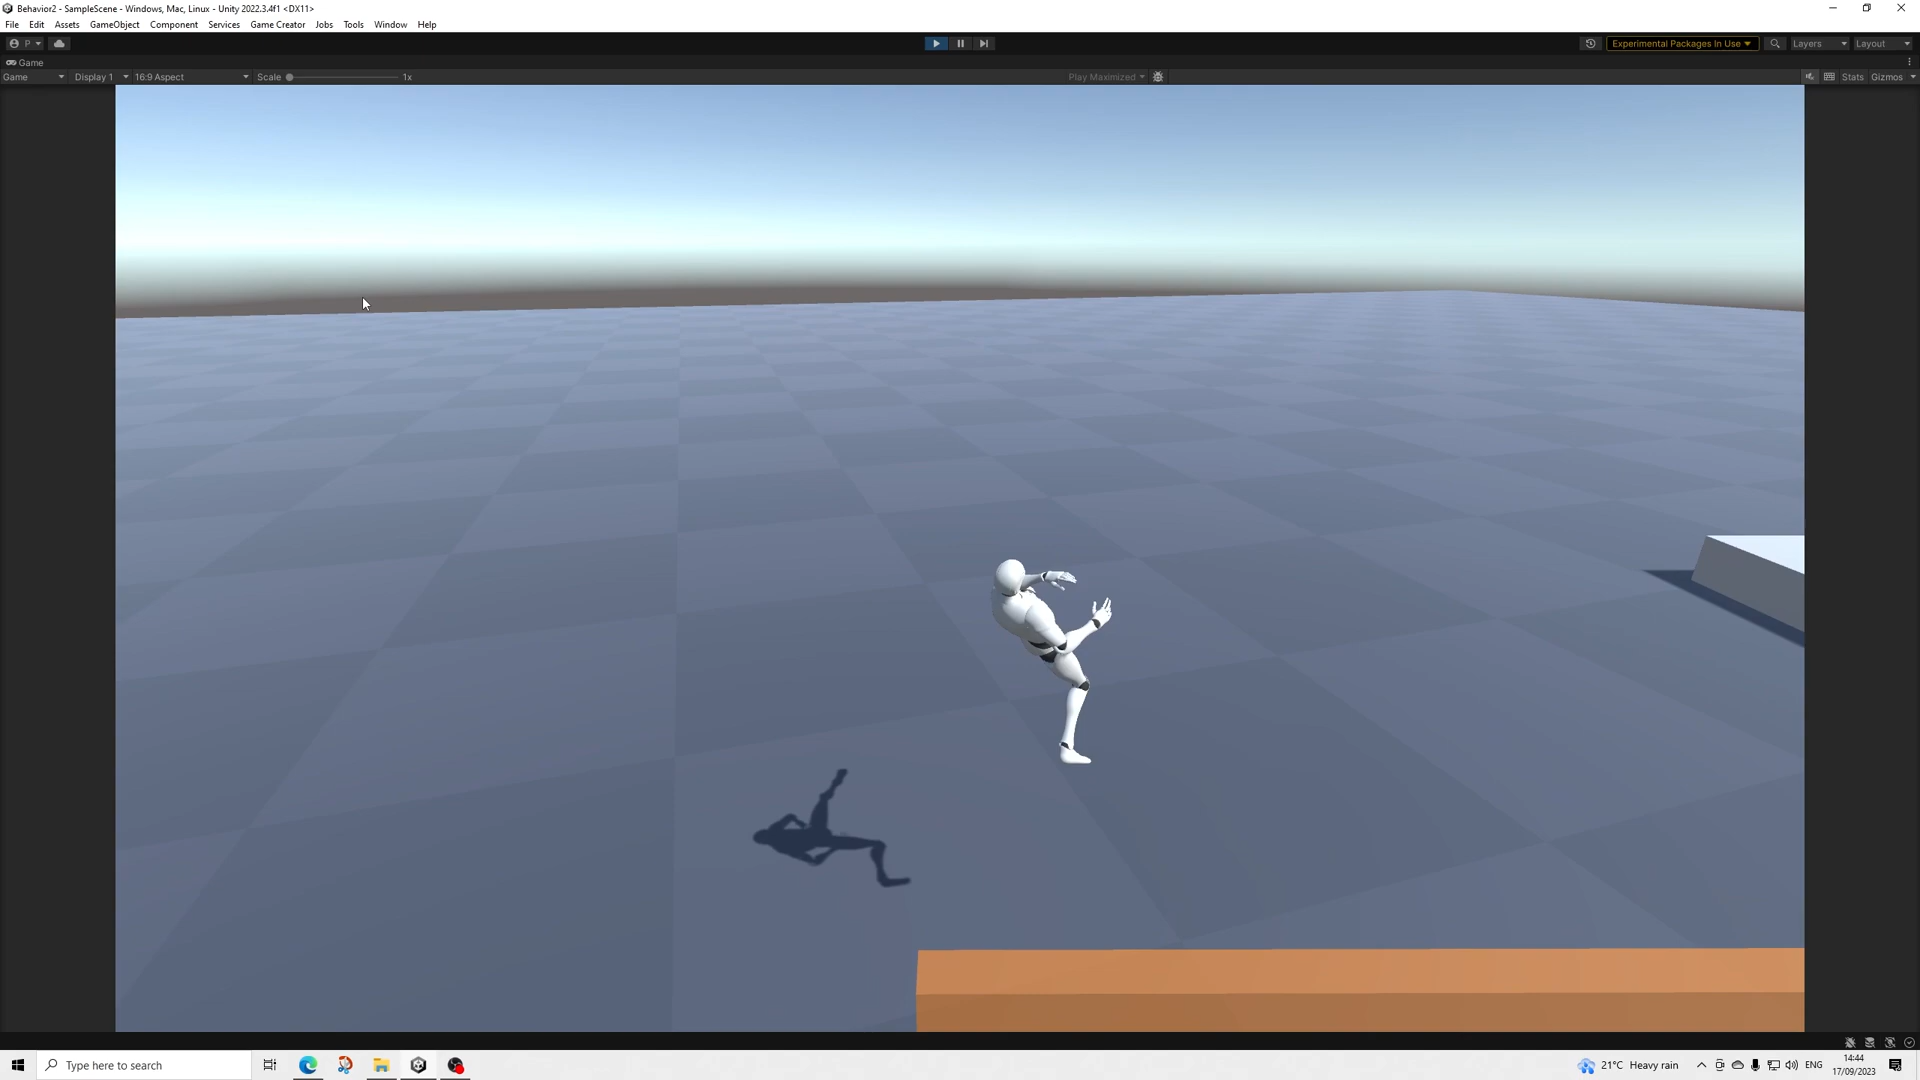 Behavior2 - SampleScene - Windows, Mac, Linux - Unity 2022.3.4f1 <DX11>
File Edit Assets GameObject Component Services Game Creator Jobs Tools Window Help
P Experimental Packages In Use Layers Layout
Game
Game Display 1 16:9 Aspect Scale 1x Play Maximized Stats Gizmos
Type here to search 21°C Heavy rain ENG 14:44
17/09/2023